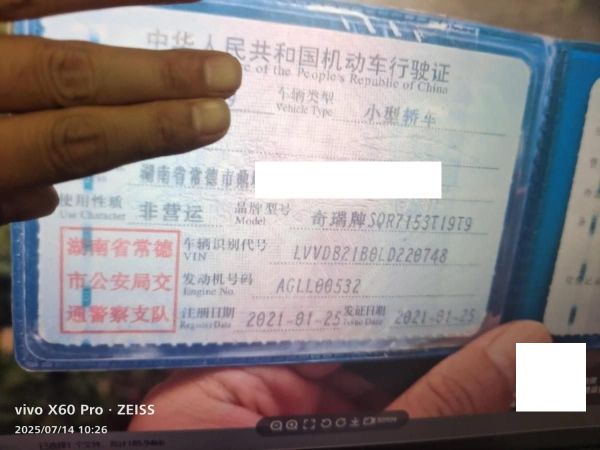 中华人民共和国机动车行驶证
e of the People's Republic of China
车辆类型 小型轿车
Vehicle Type
湖南省常德市鼎
使用性质 非营运 品牌型号 奇瑞牌SQR7153T19T9
Use Character Model
湖南省常德 车辆识别代号 LVVDB21B0LD220748
VIN
市公安局交 发动机号码 AGLL00532
Engine No.
通警察支队 注册日期 2021-01-25 发证日期 2021-01-25
Register Date Issue Date
vivo X60 Pro · ZEISS
2025/07/14 10:26